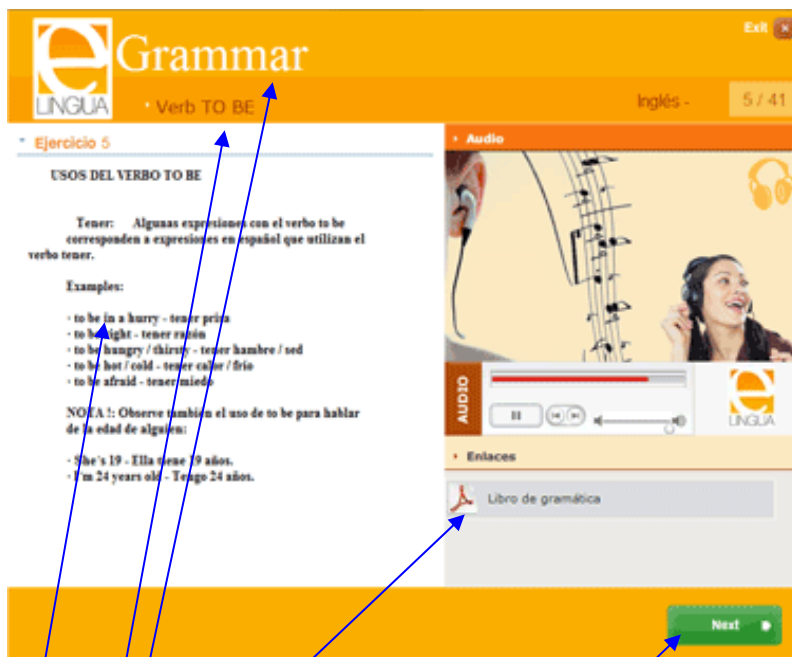 Exit
e Grammar
LINGUA
Verb TO BE
Inglés - 5 / 41
Ejercicio 5
USOS DEL VERBO TO BE
Tener: Algunas expresiones con el verbo to be
corresponden a expresiones en español que utilizan el
verbo tener.
Examples:
· to be in a hurry - tener prisa
· to be right - tener razón
· to be hungry / thirsty - tener hambre / sed
· to be hot / cold - tener calor / frio
· to be afraid - tener miedo
NOTA !: Observe también el uso de to be para hablar
de la edad de alguien:
· She's 19 - Ella tiene 19 años.
· I'm 24 years old - Tengo 24 años.
Audio
AUDIO
e
LINGUA
Enlaces
Libro de gramática
Next